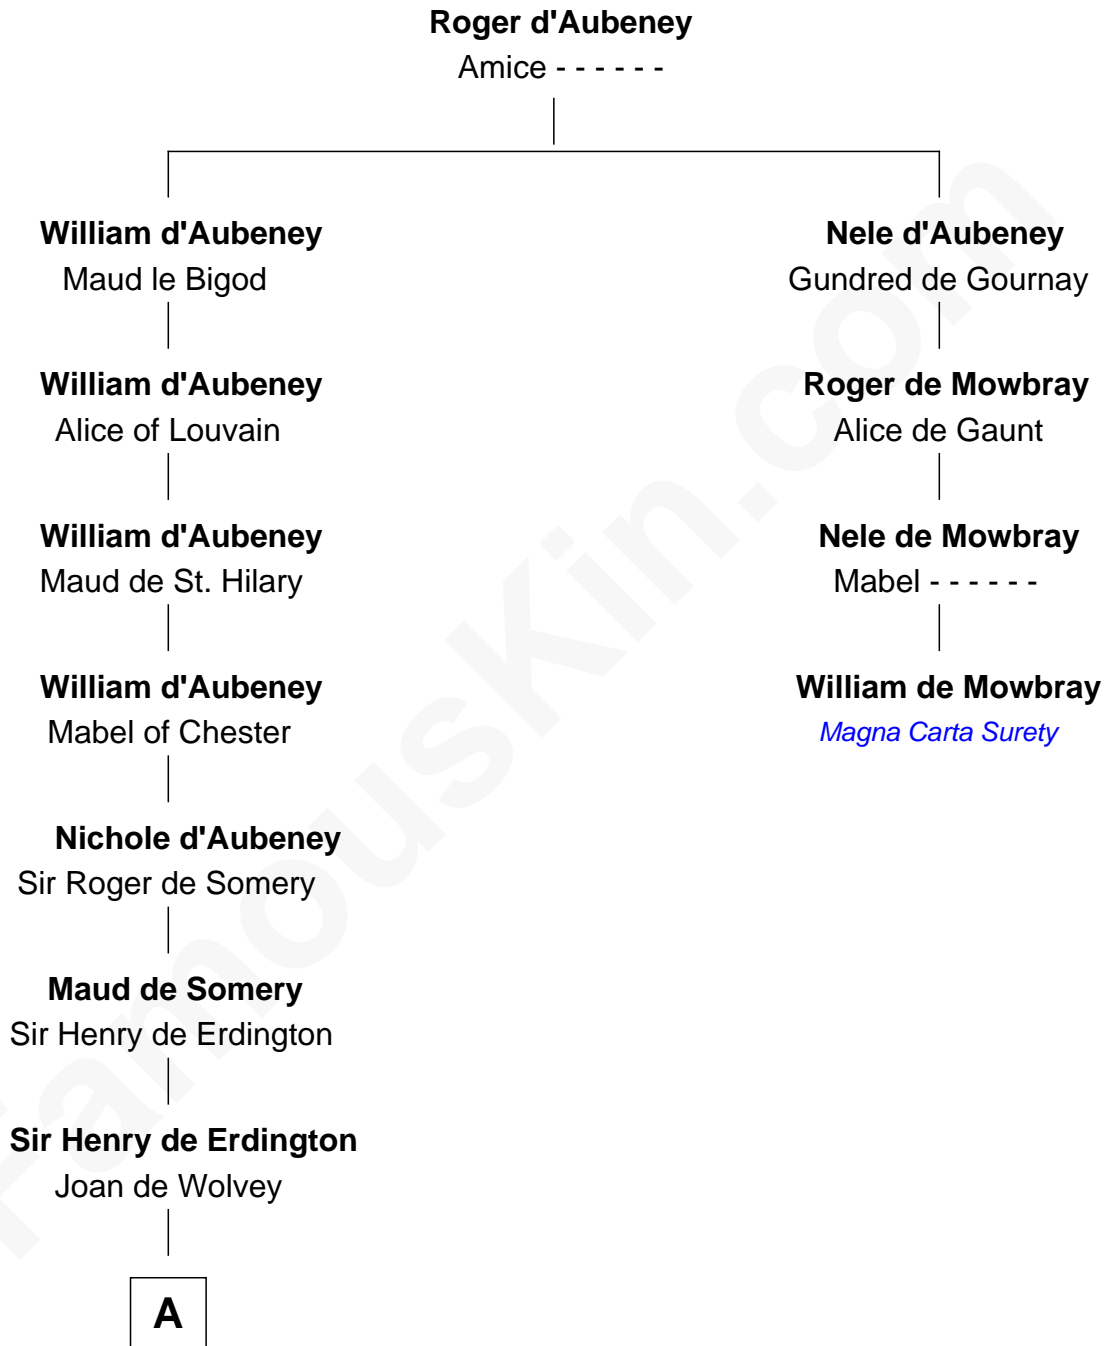 Roger d'Aubeney
Amice - - - - - -
William d'Aubeney
Maud le Bigod
Nele d'Aubeney
Gundred de Gournay
William d'Aubeney
Alice of Louvain
Roger de Mowbray
Alice de Gaunt
William d'Aubeney
Maud de St. Hilary
Nele de Mowbray
Mabel - - - - - -
William d'Aubeney
Mabel of Chester
William de Mowbray
Magna Carta Surety
Nichole d'Aubeney
Sir Roger de Somery
Maud de Somery
Sir Henry de Erdington
Sir Henry de Erdington
Joan de Wolvey
A
FamousKin.com